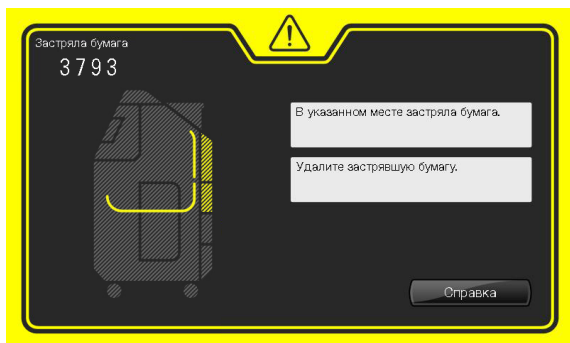 Застряла бумага
3793
В указанном месте застряла бумага.
Удалите застрявшую бумагу.
Справка